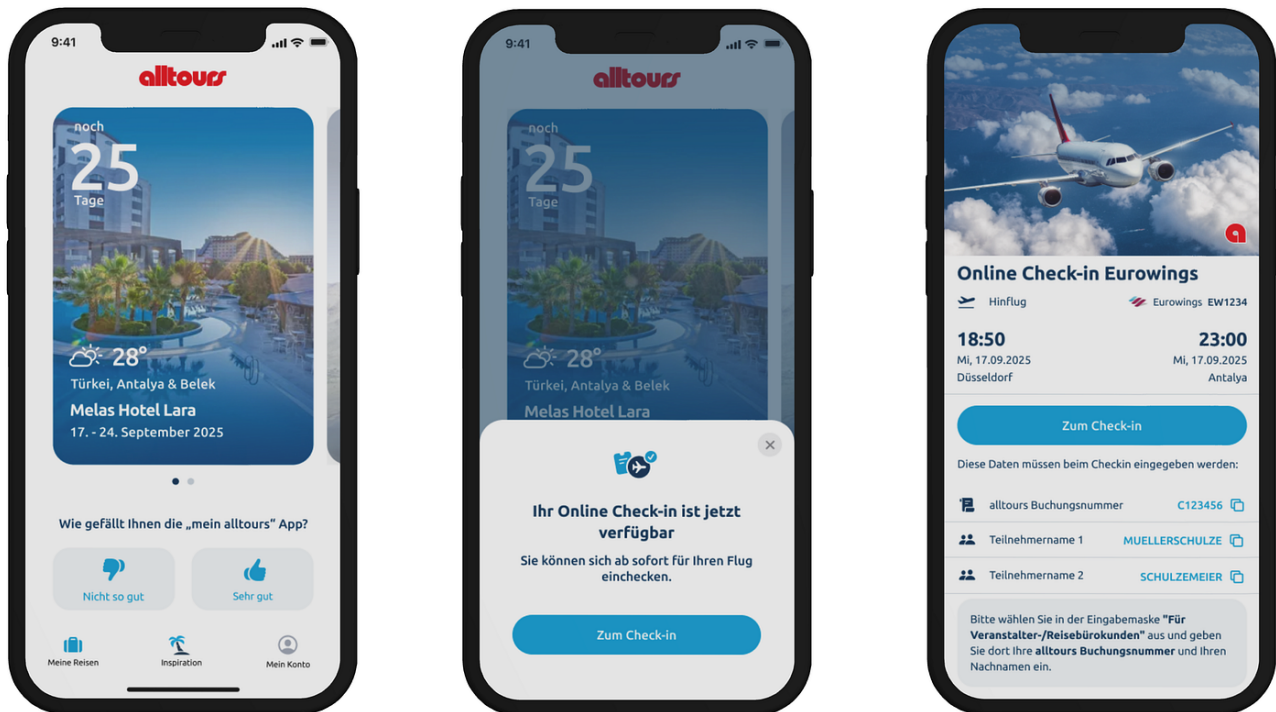 9:41
alltours
noch
25
Tage
28°
Türkei, Antalya & Belek
Melas Hotel Lara
17. - 24. September 2025
Wie gefällt Ihnen die „mein alltours“ App?
Nicht so gut
Sehr gut
Meine Reisen
Inspiration
Mein Konto
9:41
alltours
noch
25
Tage
28°
Türkei, Antalya & Belek
Melas Hotel Lara
Ihr Online Check-in ist jetzt
verfügbar
Sie können sich ab sofort für Ihren Flug
einchecken.
Zum Check-in
a
Online Check-in Eurowings
Hinflug
Eurowings EW1234
18:50
23:00
Mi, 17.09.2025
Mi, 17.09.2025
Düsseldorf
Antalya
Zum Check-in
Diese Daten müssen beim Checkin eingegeben werden:
alltours Buchungsnummer
C123456
Teilnehmername 1
MUELLERSCHULZE
Teilnehmername 2
SCHULZEMEIER
Bitte wählen Sie in der Eingabemaske "Für
Veranstalter-/Reisebürokunden" aus und geben
Sie dort Ihre alltours Buchungsnummer und Ihren
Nachnamen ein.